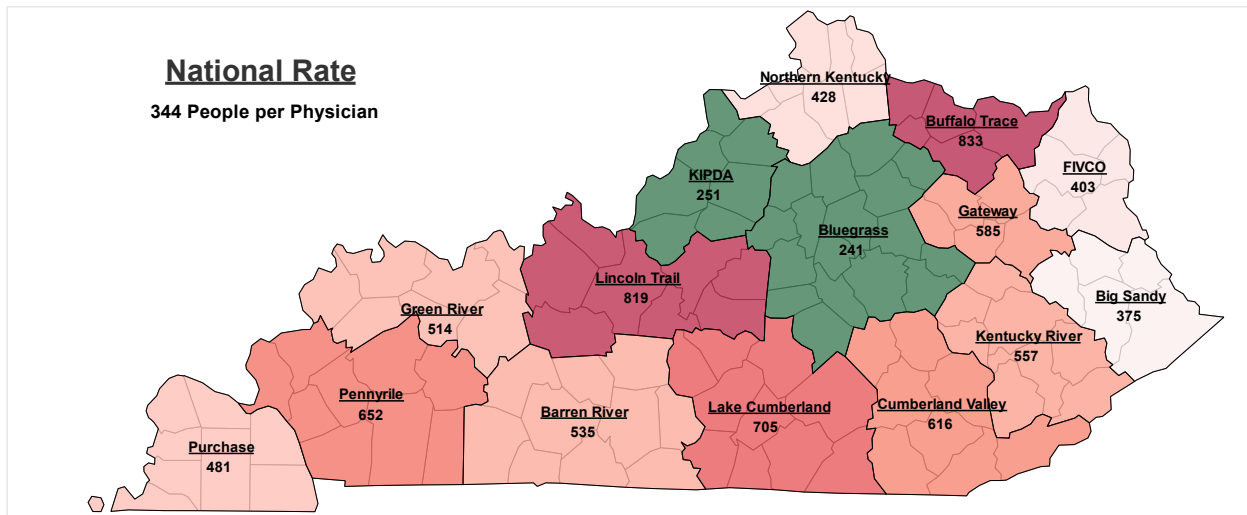 National Rate
344 People per Physician
Northern Kentucky
428
Buffalo Trace
833
FIVCO
403
KIPDA
251
Gateway
585
Bluegrass
241
Lincoln Trail
819
Big Sandy
375
Green River
514
Kentucky River
557
Pennyrile
652
Barren River
535
Lake Cumberland
705
Cumberland Valley
616
Purchase
481